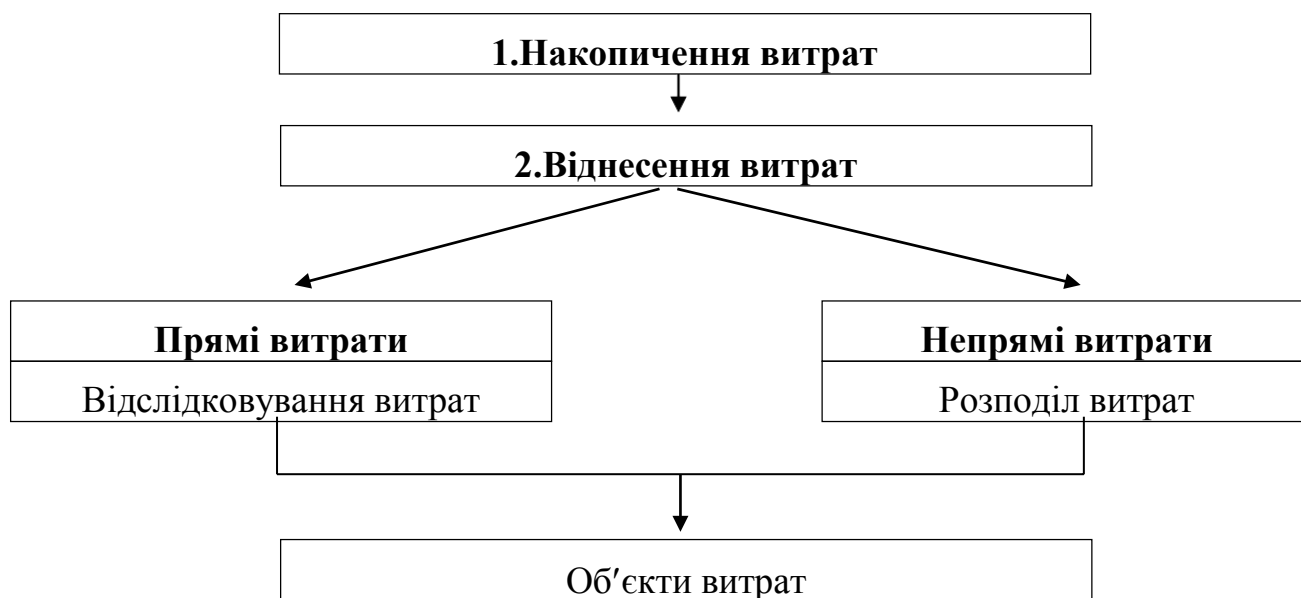 1.Накопичення витрат
2.Віднесення витрат
Прямі витрати
Непрямі витрати
Відслідковування витрат
Розподіл витрат
Об′єкти витрат